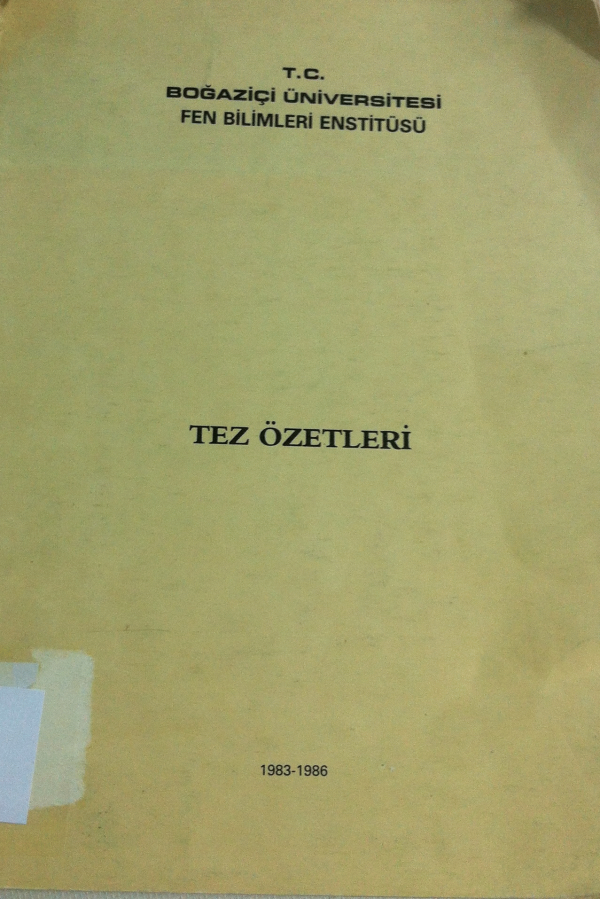 T.C.
BOĞAZİÇİ ÜNİVERSİTESİ
FEN BİLİMLERİ ENSTİTÜSÜ
TEZ ÖZETLERİ
1983-1986